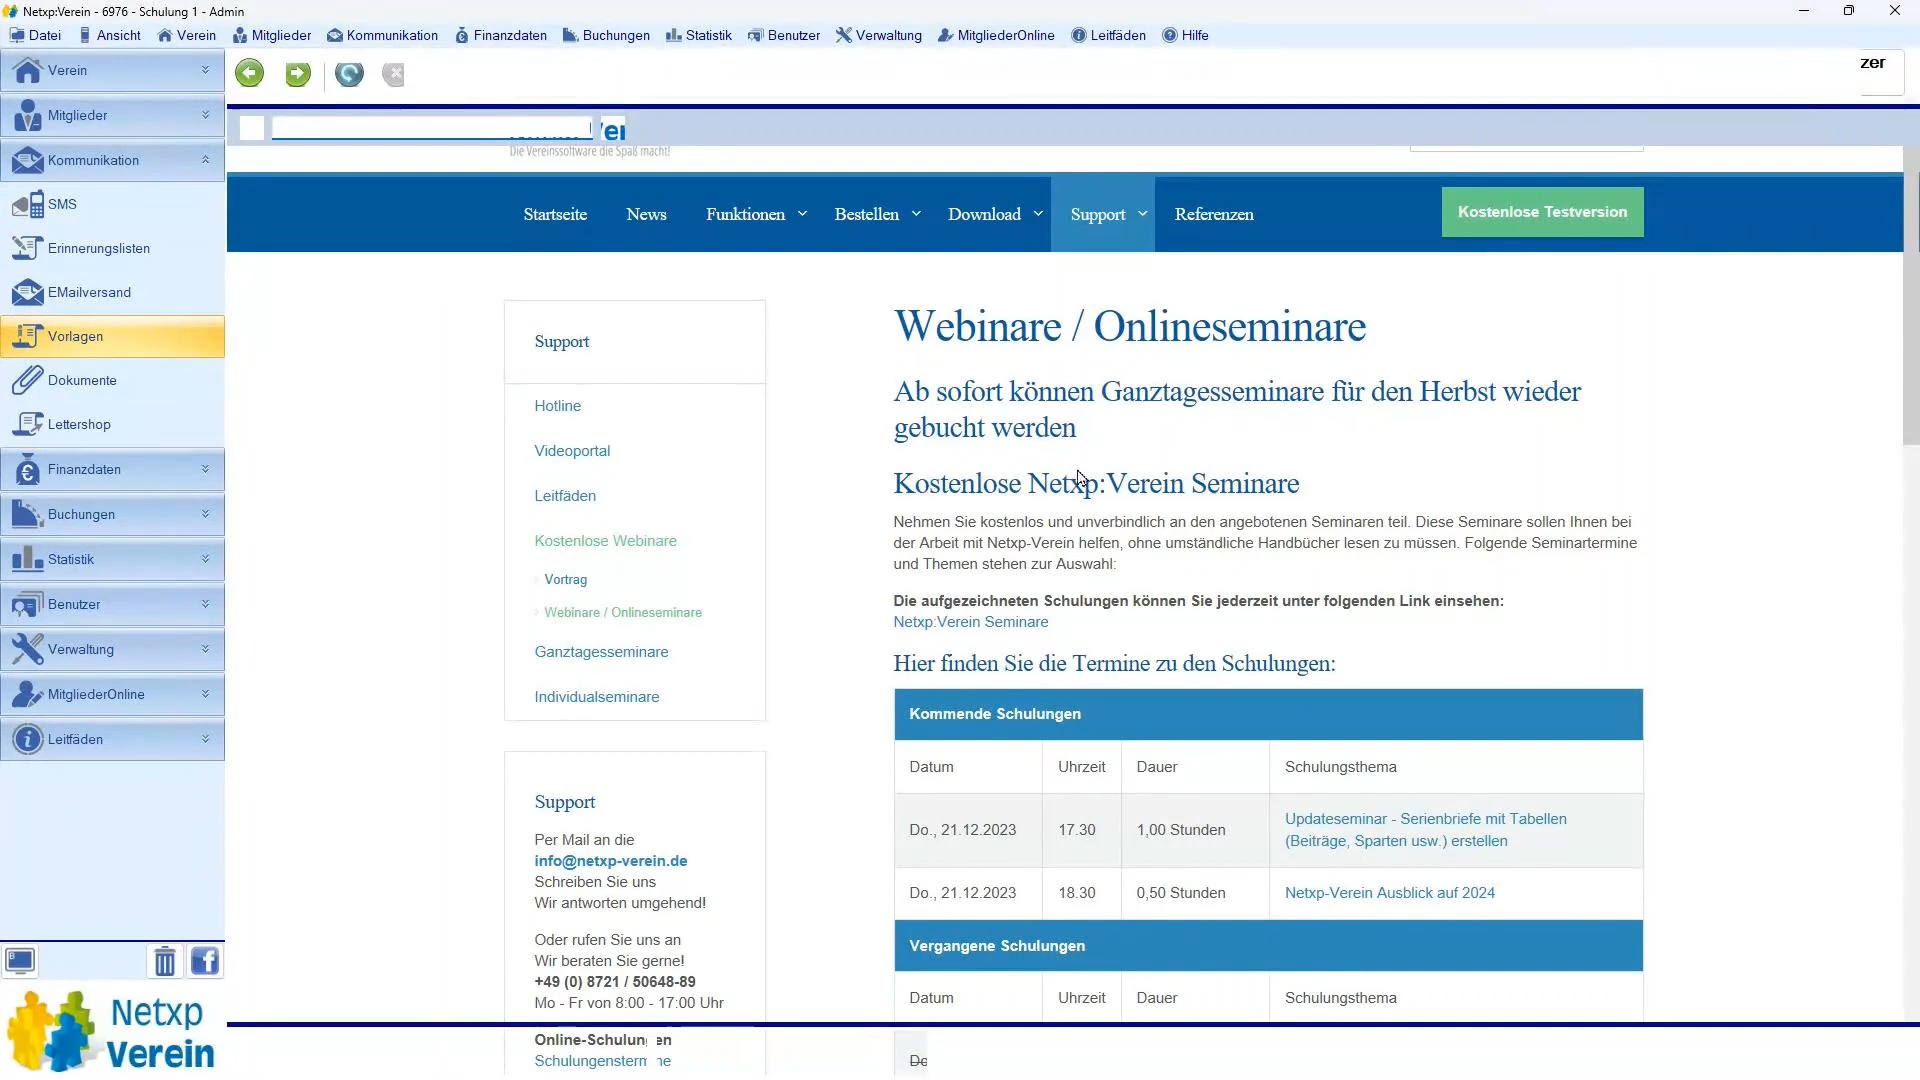 Netxp:Verein - 6976 - Schulung 1 - Admin
Datei Ansicht Verein Mitglieder Kommunikation Finanzdaten Buchungen Statistik Benutzer Verwaltung MitgliederOnline Leitfäden Hilfe
Verein
Mitglieder
Kommunikation
SMS
Erinnerungslisten
EMailversand
Vorlagen
Dokumente
Lettershop
Finanzdaten
Buchungen
Statistik
Benutzer
Verwaltung
MitgliederOnline
Leitfäden
Netxp
Verein
zer
Die Vereinssoftware die Spaß macht!
Startseite News Funktionen Bestellen Download Support Referenzen
Kostenlose Testversion
Support
Hotline
Videoportal
Leitfäden
Kostenlose Webinare
Vortrag
Webinare / Onlineseminare
Ganztagesseminare
Individualseminare
Support
Per Mail an die
info@netxp-verein.de
Schreiben Sie uns
Wir antworten umgehend!
Oder rufen Sie uns an
Wir beraten Sie gerne!
+49 (0) 8721 / 50648-89
Mo - Fr von 8:00 - 17:00 Uhr
Webinare / Onlineseminare
Ab sofort können Ganztagesseminare für den Herbst wieder
gebucht werden
Kostenlose Netxp:Verein Seminare
Nehmen Sie kostenlos und unverbindlich an den angebotenen Seminaren teil. Diese Seminare sollen Ihnen bei
der Arbeit mit Netxp-Verein helfen, ohne umständliche Handbücher lesen zu müssen. Folgende Seminartermine
und Themen stehen zur Auswahl:
Die aufgezeichneten Schulungen können Sie jederzeit unter folgenden Link einsehen:
Netxp:Verein Seminare
Hier finden Sie die Termine zu den Schulungen:
Kommende Schulungen
Datum Uhrzeit Dauer Schulungsthema
Do., 21.12.2023 17.30 1,00 Stunden Updateseminar - Serienbriefe mit Tabellen
(Beiträge, Sparten usw.) erstellen
Do., 21.12.2023 18.30 0,50 Stunden Netxp-Verein Ausblick auf 2024
Vergangene Schulungen
Datum Uhrzeit Dauer Schulungsthema